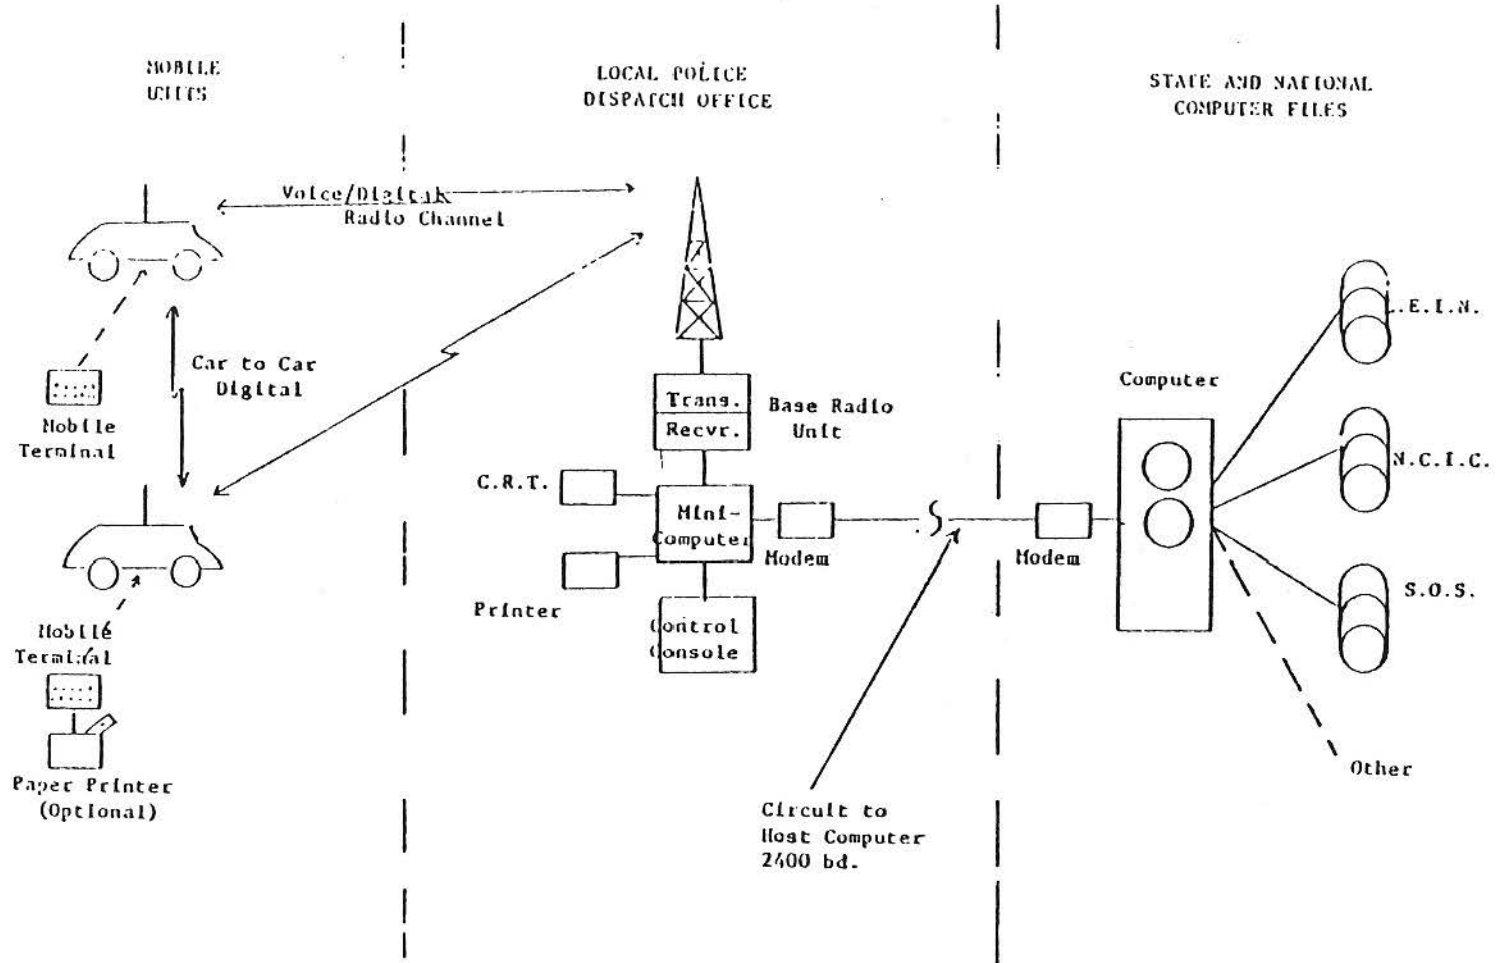 MOBILE
UNITS
LOCAL POLICE
DISPATCH OFFICE
STATE AND NATIONAL
COMPUTER FILES
Voice/Digital
Radio Channel
Car to Car
Digital
Mobile
Terminal
Mobile
Terminal
Paper Printer
(Optional)
Trans.
Recvr.
Base Radio
Unit
C.R.T.
Mini-
Computer
Printer
Control
Console
Modem
Circuit to
Host Computer
2400 bd.
Modem
Computer
.E.I.N.
N.C.I.C.
S.O.S.
Other